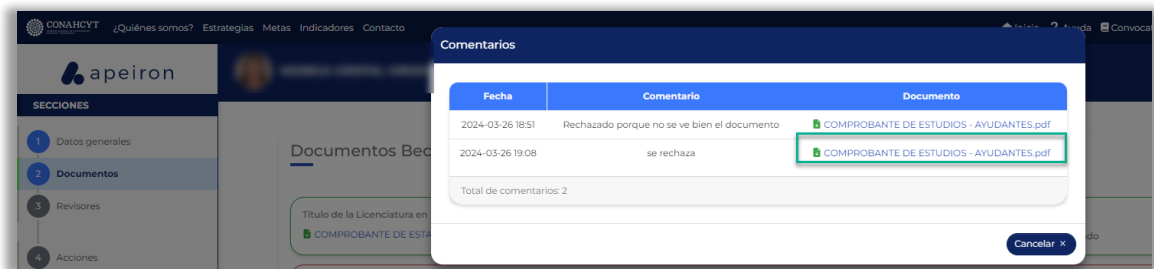 CONAHCYT ¿Quiénes somos? Estrategias Metas Indicadores Contacto
Inicio ? Ayuda Convocat
apeiron
SECCIONES
1 Datos generales
2 Documentos
3 Revisores
4 Acciones
Documentos Bec
Título de la Licenciatura en
COMPROBANTE DE ESTA
Comentarios
Fecha Comentario Documento
2024-03-26 18:51 Rechazado porque no se ve bien el documento COMPROBANTE DE ESTUDIOS - AYUDANTES.pdf
2024-03-26 19:08 se rechaza COMPROBANTE DE ESTUDIOS - AYUDANTES.pdf
Total de comentarios: 2
Cancelar ×
do